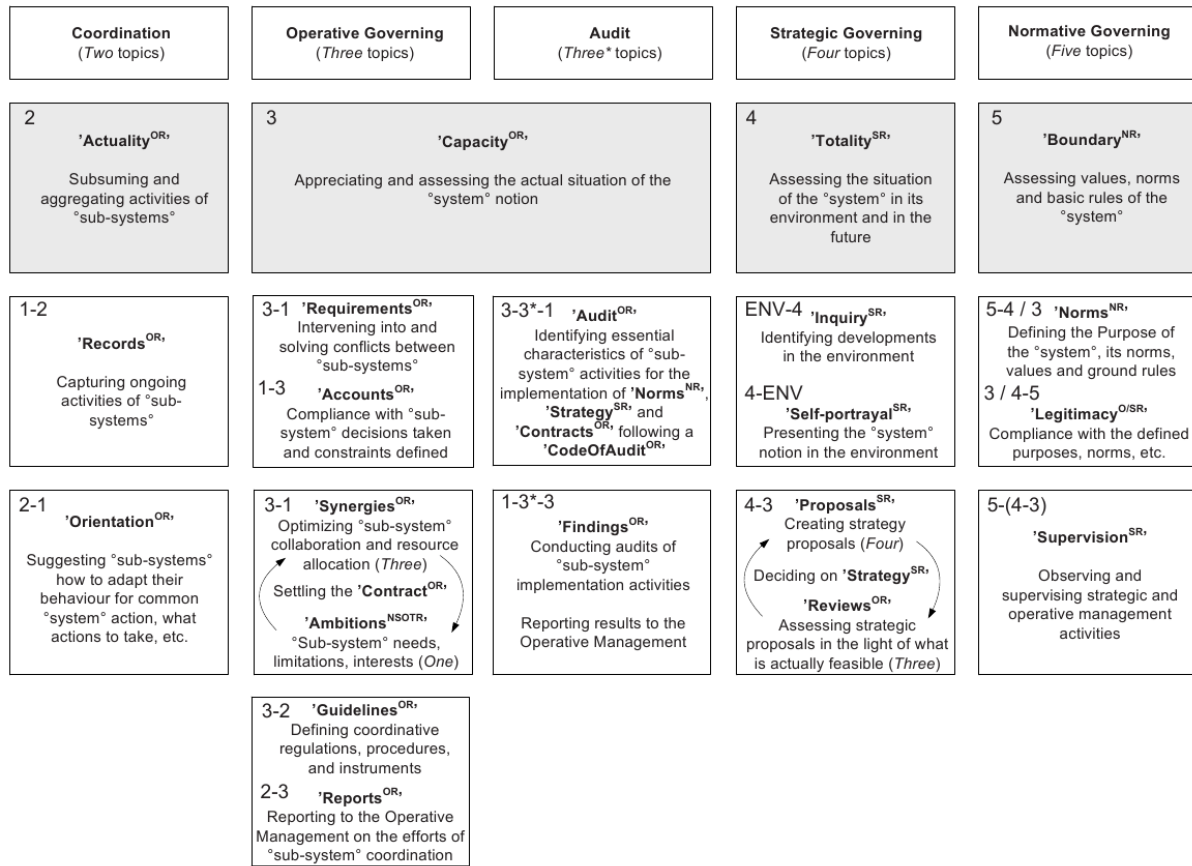 Coordination
(Two topics)
Operative Governing
(Three topics)
Audit
(Three* topics)
Strategic Governing
(Four topics)
Normative Governing
(Five topics)
2
’Actuality^OR’
Subsuming and
aggregating activities of
°sub-systems°
3
’Capacity^OR’
Appreciating and assessing the actual situation of the
°system° notion
4
’Totality^SR’
Assessing the situation
of the °system° in its
environment and in the
future
5
’Boundary^NR’
Assessing values, norms
and basic rules of the
°system°
1-2
’Records^OR’
Capturing ongoing
activities of °sub-
systems°
3-1 ’Requirements^OR’
Intervening into and
solving conflicts between
°sub-systems°
1-3 ’Accounts^OR’
Compliance with °sub-
system° decisions taken
and constraints defined
3-3*-1 ’Audit^OR’
Identifying essential
characteristics of °sub-
system° activities for the
implementation of ’Norms^NR’,
’Strategy^SR’ and
’Contracts^OR’ following a
’CodeOfAudit^OR’
ENV-4 ’Inquiry^SR’
Identifying developments
in the environment
4-ENV
’Self-portrayal^SR’
Presenting the °system°
notion in the environment
5-4 / 3 ’Norms^NR’
Defining the Purpose of
the °system°, its norms,
values and ground rules
3 / 4-5
’Legitimacy^O/SR’
Compliance with the defined
purposes, norms, etc.
2-1
’Orientation^OR’
Suggesting °sub-systems°
how to adapt their
behaviour for common
°system° action, what
actions to take, etc.
3-1 ’Synergies^OR’
Optimizing °sub-system°
collaboration and resource
allocation (Three)
Settling the ’Contract^OR’
’Ambitions^NSOTR’
°Sub-system° needs,
limitations, interests (One)
1-3*-3
’Findings^OR’
Conducting audits of
°sub-system°
implementation activities
Reporting results to the
Operative Management
4-3 ’Proposals^SR’
Creating strategy
proposals (Four)
Deciding on ’Strategy^SR’
’Reviews^OR’
Assessing strategic
proposals in the light of what
is actually feasible (Three)
5-(4-3)
’Supervision^SR’
Observing and
supervising strategic and
operative management
activities
3-2 ’Guidelines^OR’
Defining coordinative
regulations, procedures,
and instruments
2-3 ’Reports^OR’
Reporting to the Operative
Management on the efforts of
°sub-system° coordination